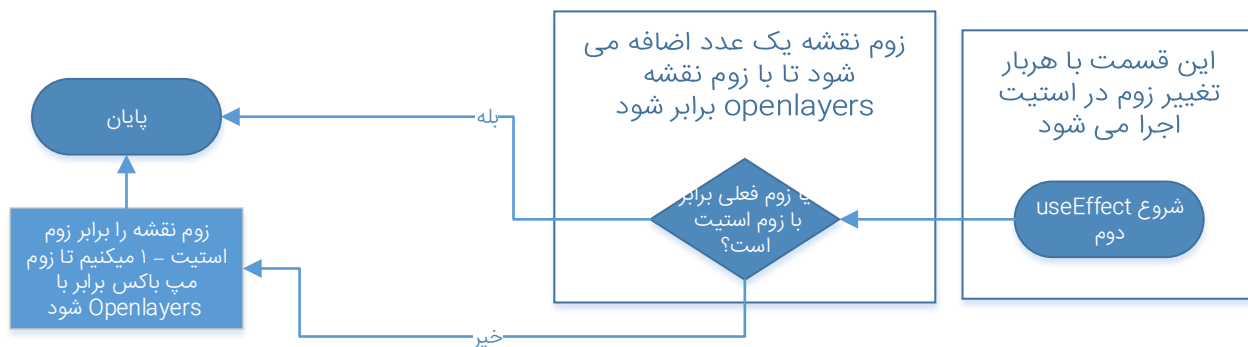 این قسمت با هربار
تغییر زوم در استیت
اجرا می شود
شروع useEffect
دوم
زوم نقشه یک عدد اضافه می
شود تا با زوم نقشه
openlayers برابر شود
یا زوم فعلی برابر
با زوم استیت
است؟
بله
خیر
پایان
زوم نقشه را برابر زوم
استیت – ۱ میکنیم تا زوم
مپ باکس برابر با
Openlayers شود